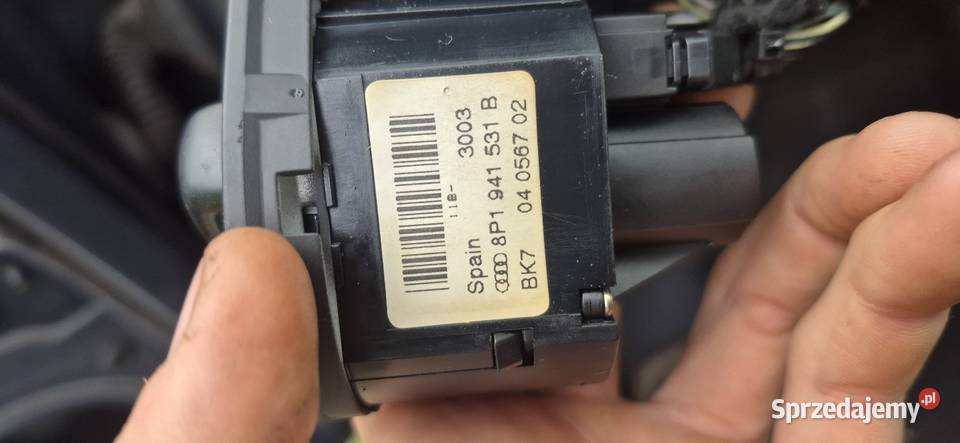 3003
11B-
Spain
8P1 941 531 B
BK7 04 0567 02
Sprzedajemy.pl